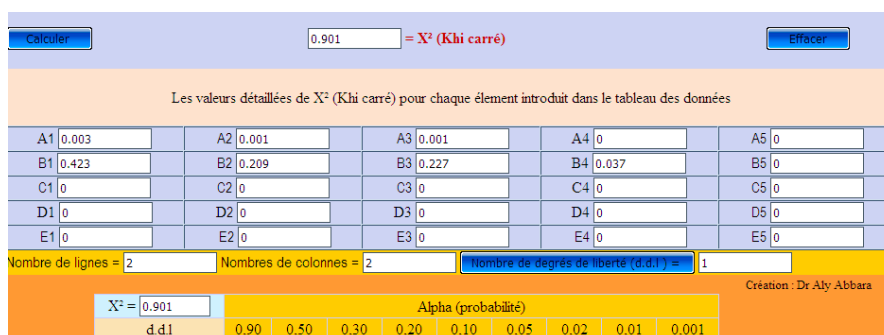 Calculer 0.901 = X² (Khi carré) Effacer
Les valeurs détaillées de X² (Khi carré) pour chaque élement introduit dans le tableau des données
A1 0.003 A2 0.001 A3 0.001 A4 0 A5 0
B1 0.423 B2 0.209 B3 0.227 B4 0.037 B5 0
C1 0 C2 0 C3 0 C4 0 C5 0
D1 0 D2 0 D3 0 D4 0 D5 0
E1 0 E2 0 E3 0 E4 0 E5 0
Nombre de lignes = 2 Nombres de colonnes = 2 Nombre de degrés de liberté (d.d.l ) = 1
Création : Dr Aly Abbara
X² = 0.901 Alpha (probabilité)
d.d.l 0.90 0.50 0.30 0.20 0.10 0.05 0.02 0.01 0.001